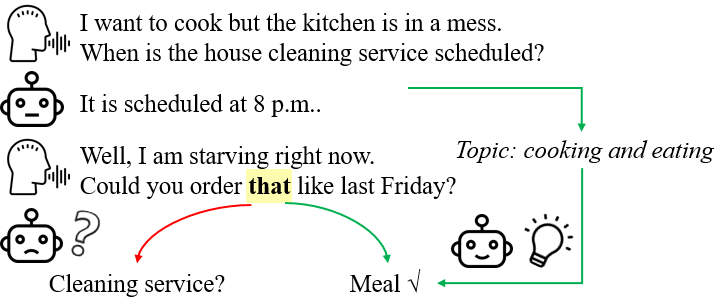 I want to cook but the kitchen is in a mess.
When is the house cleaning service scheduled?
It is scheduled at 8 p.m..
Well, I am starving right now.
Could you order that like last Friday?
Topic: cooking and eating
?
Cleaning service?
Meal √